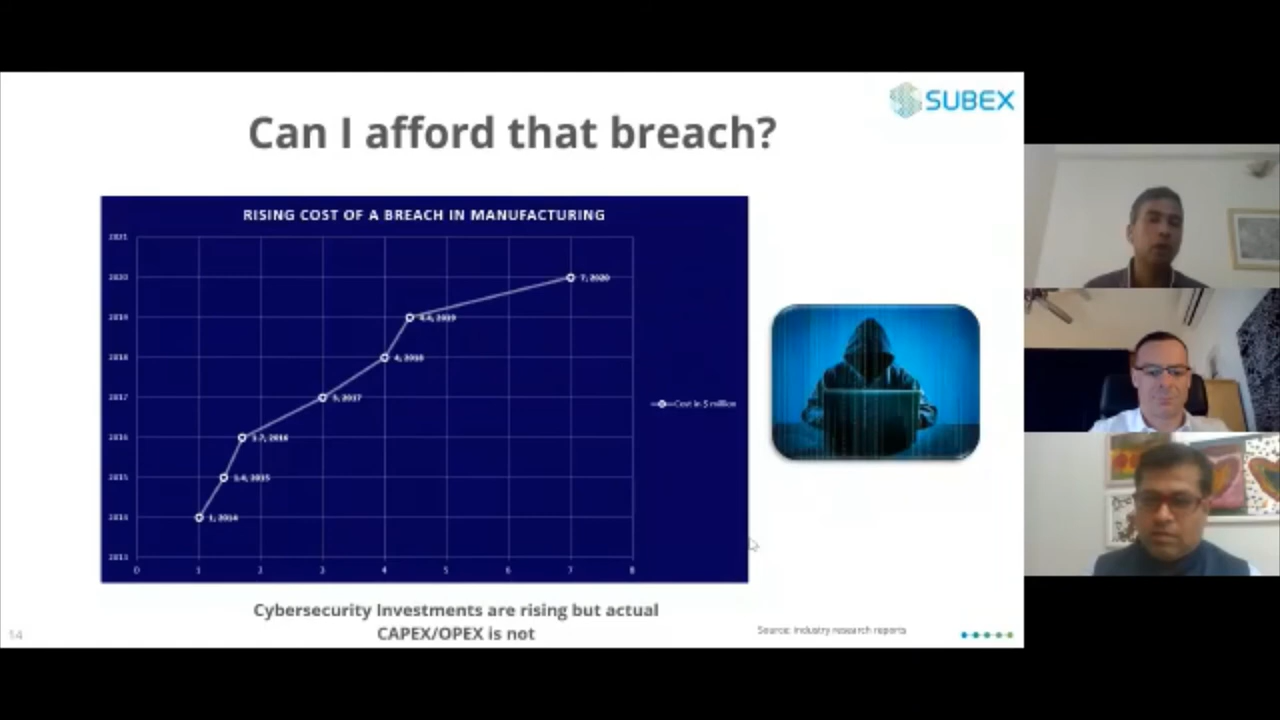 SUBEX
Can I afford that breach?
RISING COST OF A BREACH IN MANUFACTURING
2021
2020
7, 2020
2019
4.4, 2019
2018
4, 2018
2017
3, 2017
Cost in $ million
2016
1.7, 2016
2015
1.4, 2015
2014
1, 2014
2013
0 1 2 3 4 5 6 7 8
Cybersecurity Investments are rising but actual
CAPEX/OPEX is not
Source: Industry research reports
14